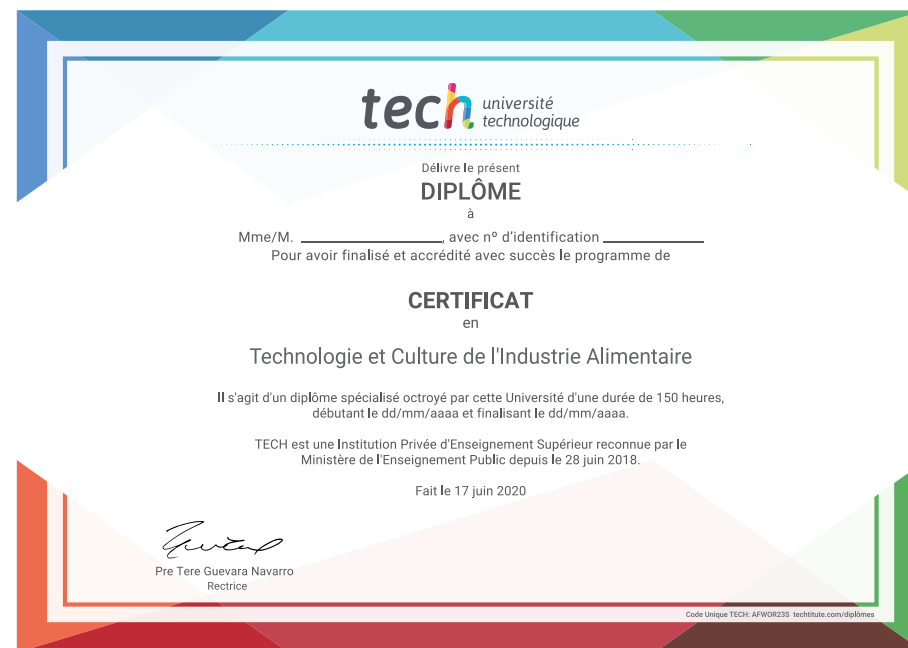 tech université
technologique
Délivre le présent
DIPLÔME
à
Mme/M. ____________________, avec nº d'identification ______________
Pour avoir finalisé et accrédité avec succès le programme de
CERTIFICAT
en
Technologie et Culture de l'Industrie Alimentaire
Il s'agit d'un diplôme spécialisé octroyé par cette Université d'une durée de 150 heures,
débutant le dd/mm/aaaa et finalisant le dd/mm/aaaa.
TECH est une Institution Privée d'Enseignement Supérieur reconnue par le
Ministère de l'Enseignement Public depuis le 28 juin 2018.
Fait le 17 juin 2020
Pre Tere Guevara Navarro
Rectrice
Code Unique TECH: AFWOR23S techtitute.com/diplômes